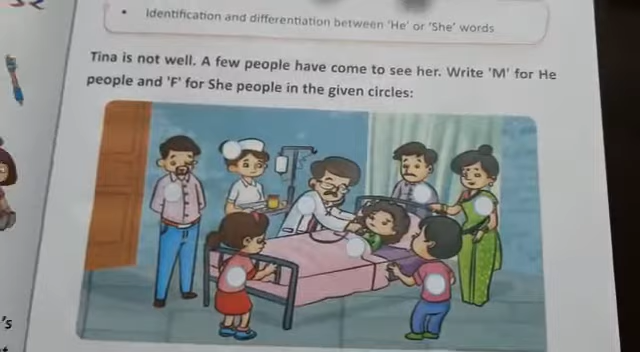 • Identification and differentiation between 'He' or 'She' words
Tina is not well. A few people have come to see her. Write 'M' for He
people and 'F' for She people in the given circles:
's